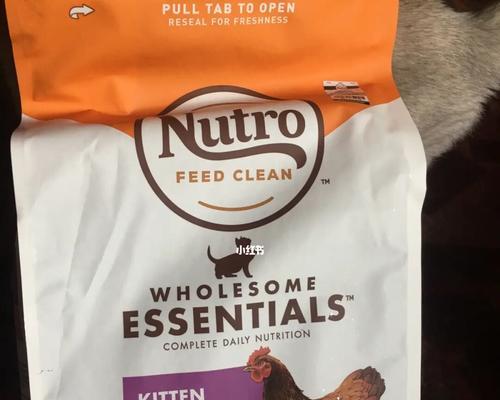 PULL TAB TO OPEN
RESEAL FOR FRESHNESS
Nutro
FEED CLEAN
™
小红书
WHOLESOME
ESSENTIALS™
COMPLETE DAILY NUTRITION
KITTEN